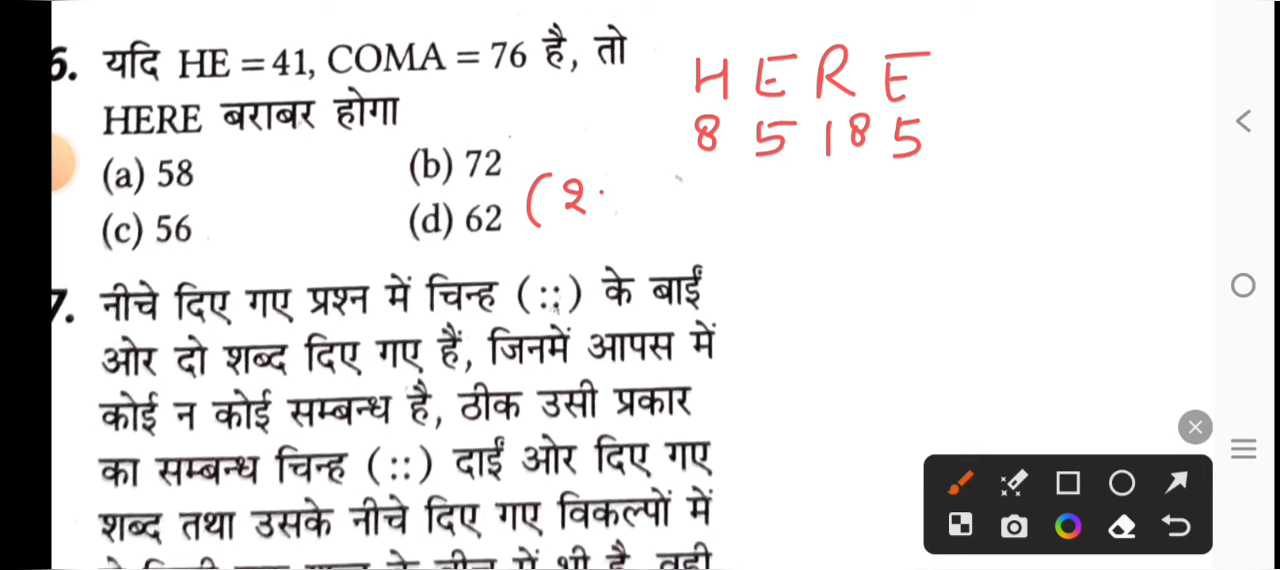 6. यदि HE = 41, COMA = 76 है, तो
HERE बराबर होगा
(a) 58 (b) 72
(c) 56 (d) 62
H E R E
8 5 18 5
(2.
7. नीचे दिए गए प्रश्न में चिन्ह (::) के बाईं
ओर दो शब्द दिए गए हैं, जिनमें आपस में
कोई न कोई सम्बन्ध है, ठीक उसी प्रकार
का सम्बन्ध चिन्ह (::) दाईं ओर दिए गए
शब्द तथा उसके नीचे दिए गए विकल्पों में